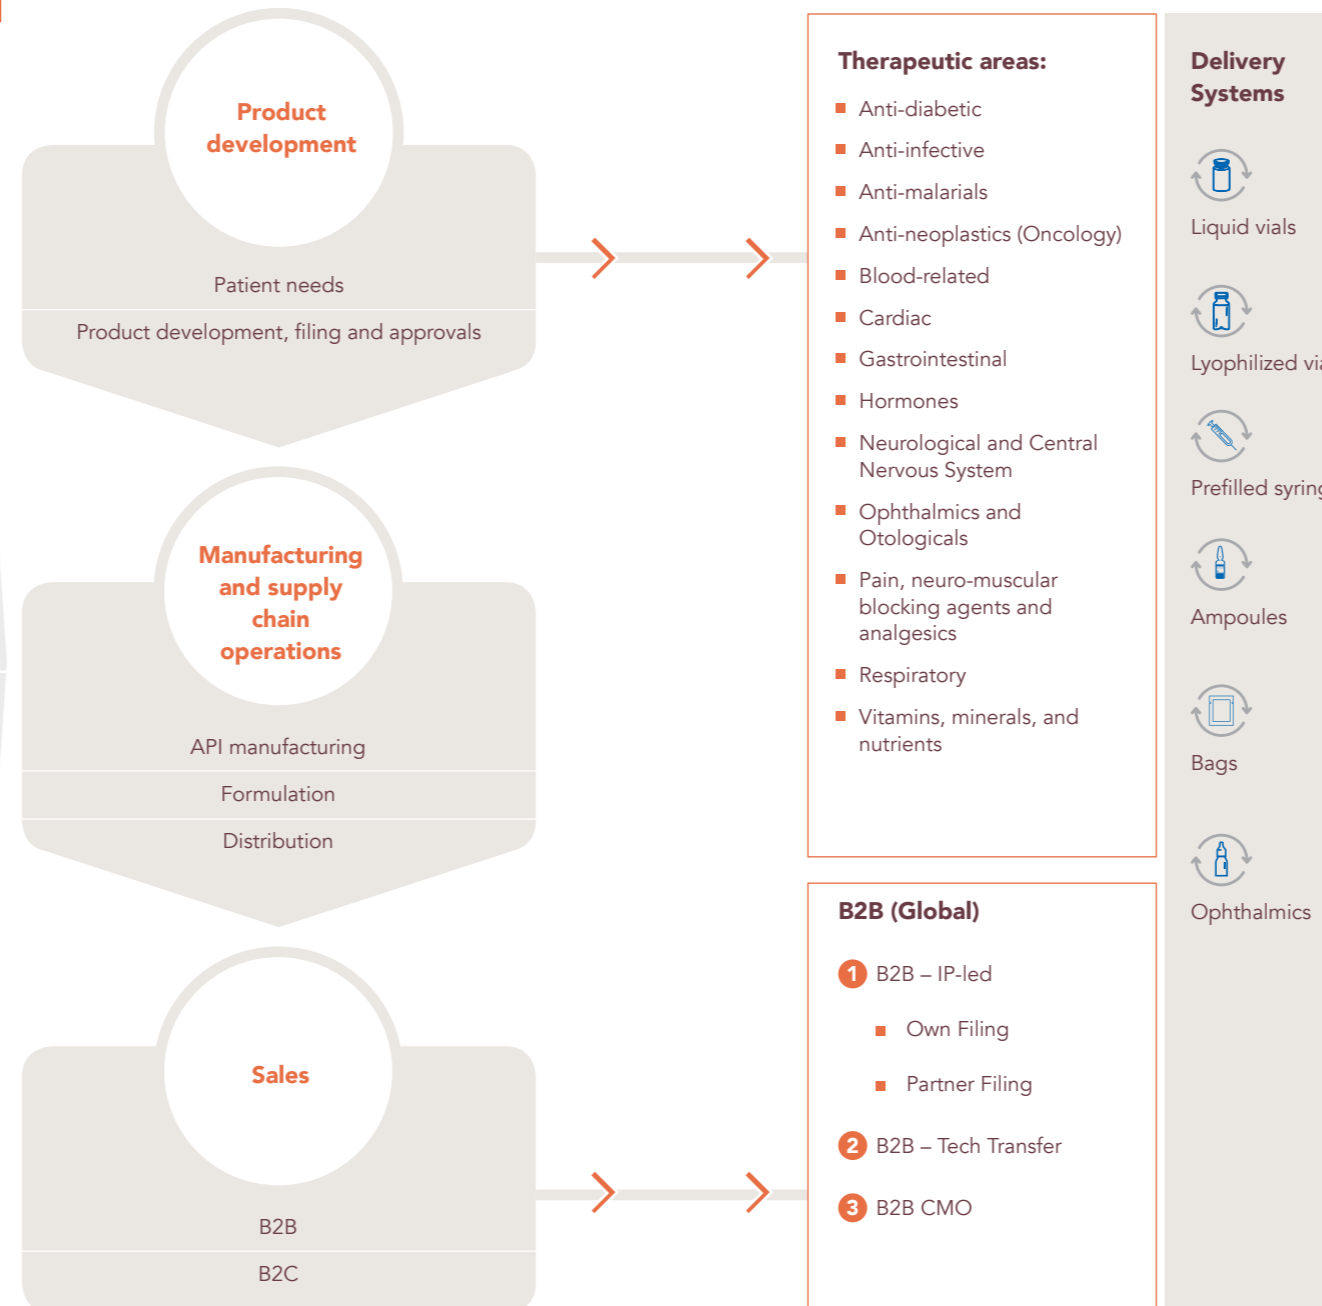 Product
development
Patient needs
Product development, filing and approvals
Manufacturing
and supply
chain
operations
API manufacturing
Formulation
Distribution
Sales
B2B
B2C
Therapeutic areas:
Anti-diabetic
Anti-infective
Anti-malarials
Anti-neoplastics (Oncology)
Blood-related
Cardiac
Gastrointestinal
Hormones
Neurological and Central
Nervous System
Ophthalmics and
Otologicals
Pain, neuro-muscular
blocking agents and
analgesics
Respiratory
Vitamins, minerals, and
nutrients
B2B (Global)
1 B2B – IP-led
Own Filing
Partner Filing
2 B2B – Tech Transfer
3 B2B CMO
Delivery
Systems
Liquid vials
Lyophilized
Prefilled
Ampoules
Bags
Ophthalmics